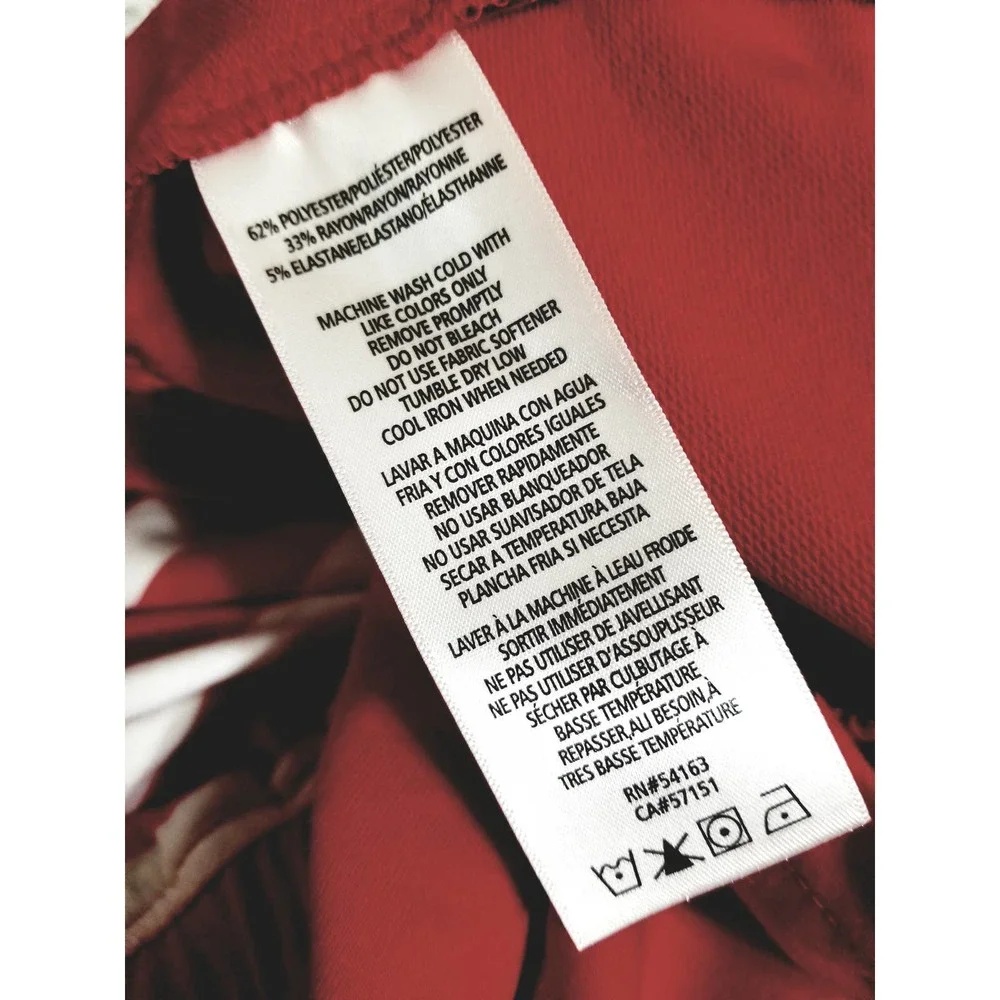 62% POLYESTER/POLIÉSTER/POLYESTER
33% RAYON/RAYON/RAYONNE
5% ELASTANE/ELASTANO/ÉLASTHANNE
MACHINE WASH COLD WITH
LIKE COLORS ONLY
REMOVE PROMPTLY
DO NOT BLEACH
DO NOT USE FABRIC SOFTENER
TUMBLE DRY LOW
COOL IRON WHEN NEEDED
LAVAR A MAQUINA CON AGUA
FRIA Y CON COLORES IGUALES
REMOVER RAPIDAMENTE
NO USAR BLANQUEADOR
NO USAR SUAVISADOR DE TELA
SECAR A TEMPERATURA BAJA
PLANCHA FRIA SI NECESITA
LAVER À LA MACHINE À L'EAU FROIDE
SORTIR IMMÉDIATEMENT
NE PAS UTILISER DE JAVELLISANT
NE PAS UTILISER D'ASSOUPLISSEUR
SÉCHER PAR CULBUTAGE À
BASSE TEMPÉRATURE
REPASSER,AU BESOIN,À
TRES BASSE TEMPÉRATURE
RN#54163
CA#57151